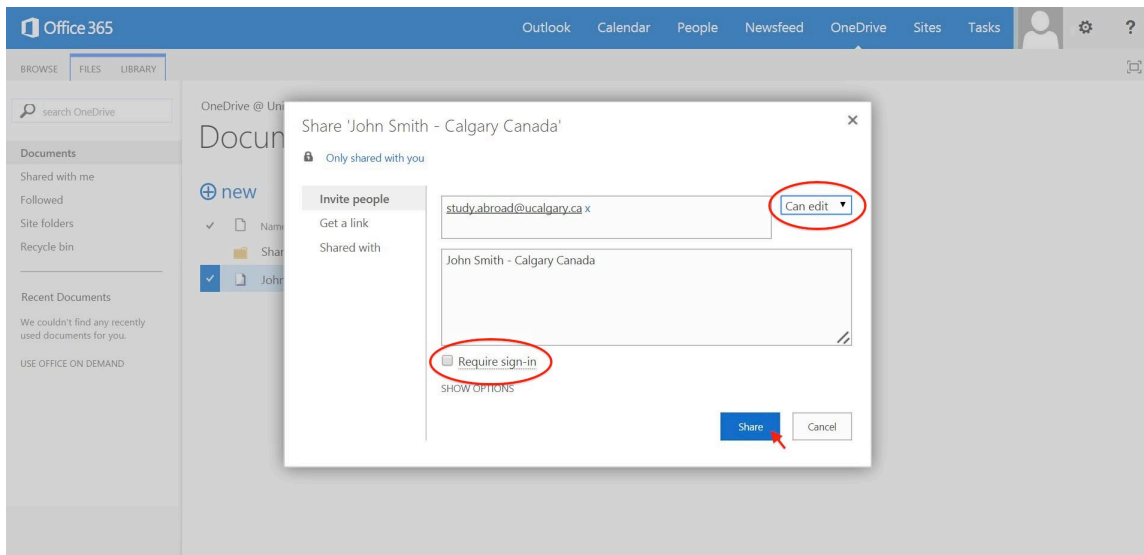 Office 365
Outlook Calendar People Newsfeed OneDrive Sites Tasks ?
BROWSE FILES LIBRARY
search OneDrive
Documents
Shared with me
Followed
Site folders
Recycle bin
Recent Documents
We couldn't find any recently
used documents for you.
USE OFFICE ON DEMAND
OneDrive @ Uni
Docun
new
Nam
Shar
John
Share 'John Smith - Calgary Canada'
Only shared with you
Invite people
Get a link
Shared with
study.abroad@ucalgary.ca x
Can edit
John Smith - Calgary Canada
Require sign-in
SHOW OPTIONS
Share Cancel